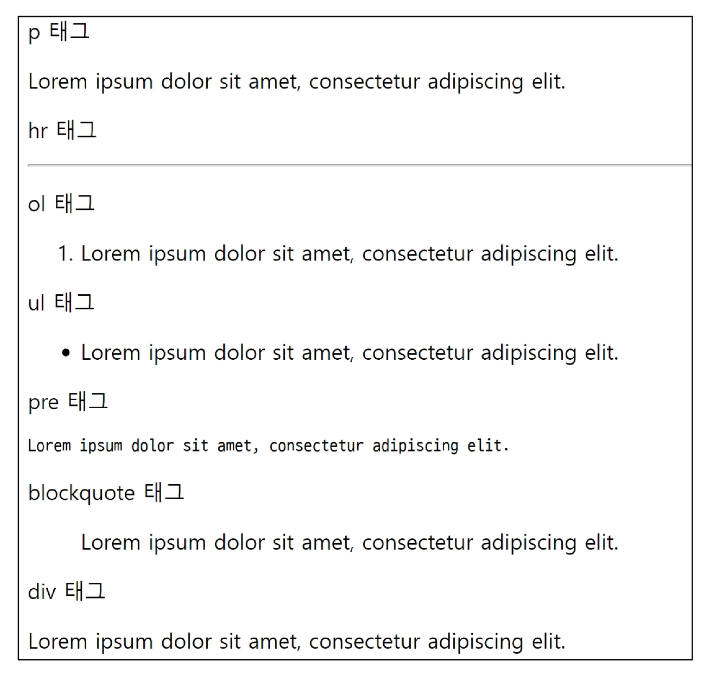 p 태그
Lorem ipsum dolor sit amet, consectetur adipiscing elit.
hr 태그
ol 태그
1. Lorem ipsum dolor sit amet, consectetur adipiscing elit.
ul 태그
• Lorem ipsum dolor sit amet, consectetur adipiscing elit.
pre 태그
Lorem ipsum dolor sit amet, consectetur adipiscing elit.
blockquote 태그
Lorem ipsum dolor sit amet, consectetur adipiscing elit.
div 태그
Lorem ipsum dolor sit amet, consectetur adipiscing elit.